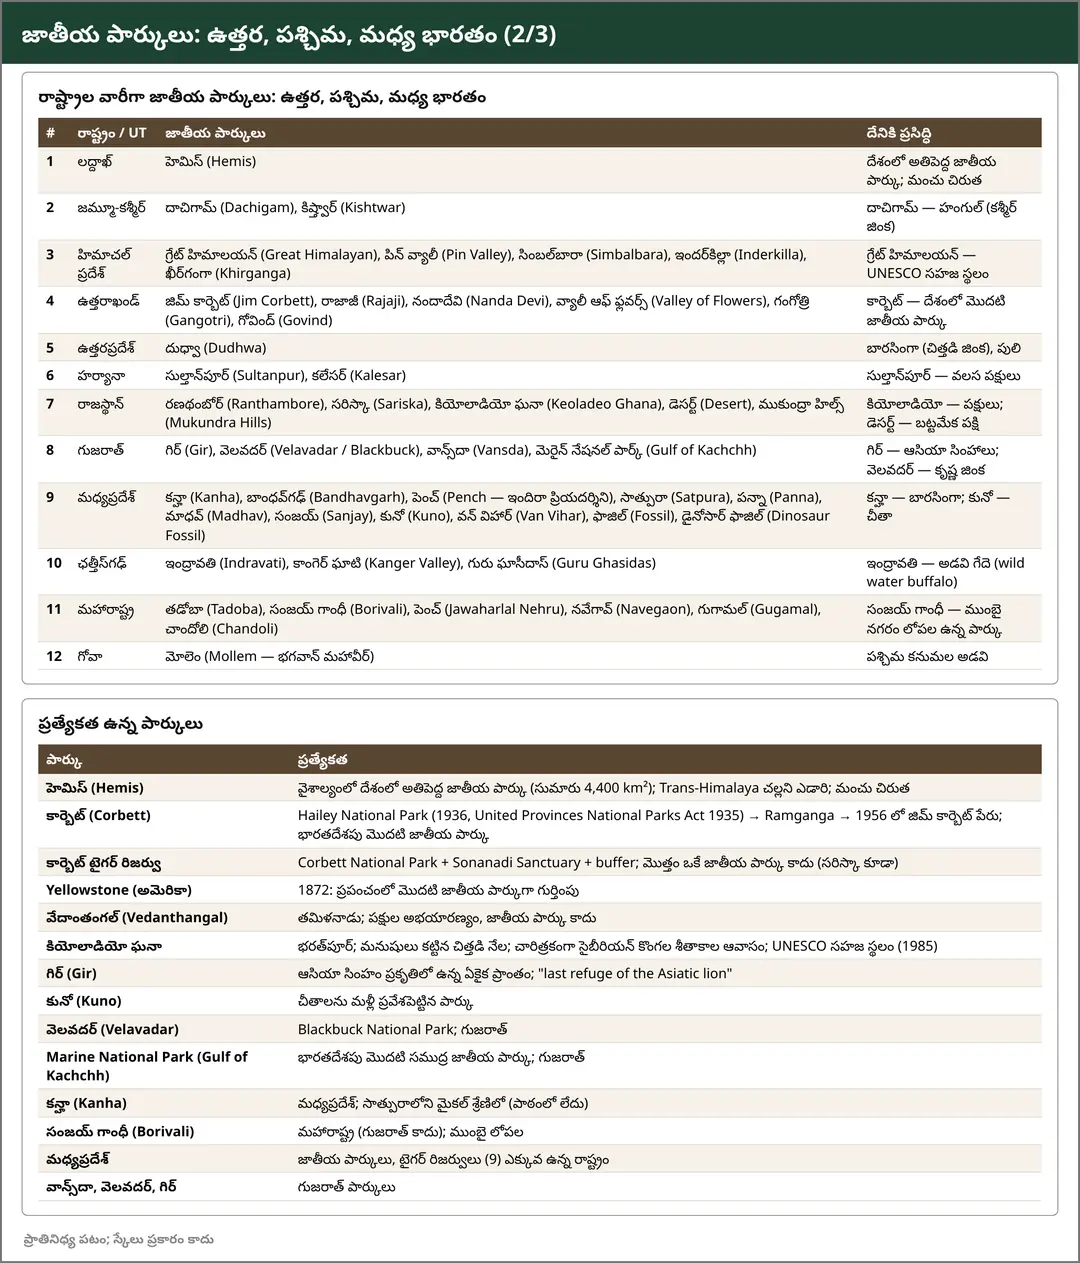 జాతీయ పార్కులు: ఉత్తర, పశ్చిమ, మధ్య భారతం (2/3)
రాష్ట్రాల వారీగా జాతీయ పార్కులు: ఉత్తర, పశ్చిమ, మధ్య భారతం
# రాష్ట్రం / UT జాతీయ పార్కులు దేనికి ప్రసిద్ధి
1 లద్దాఖ్ హెమిస్ (Hemis) దేశంలో అతిపెద్ద జాతీయ
పార్కు; మంచు చిరుత
2 జమ్మూ-కశ్మీర్ దాచిగామ్ (Dachigam), కిష్త్వార్ (Kishtwar) దాచిగామ్ — హంగుల్ (కశ్మీర్
జింక)
3 హిమాచల్ గ్రేట్ హిమాలయన్ (Great Himalayan), పిన్ వ్యాలీ (Pin Valley), సింబల్‌బారా (Simbalbara), ఇందర్‌కిల్లా (Inderkilla), గ్రేట్ హిమాలయన్ —
ప్రదేశ్ ఖీర్‌గంగా (Khirganga) UNESCO సహజ స్థలం
4 ఉత్తరాఖండ్ జిమ్ కార్బెట్ (Jim Corbett), రాజాజీ (Rajaji), నందాదేవి (Nanda Devi), వ్యాలీ ఆఫ్ ఫ్లవర్స్ (Valley of Flowers), గంగోత్రి కార్బెట్ — దేశంలో మొదటి
(Gangotri), గోవింద్ (Govind) జాతీయ పార్కు
5 ఉత్తరప్రదేశ్ దుధ్వా (Dudhwa) బారసింగా (చిత్తడి జింక), పులి
6 హర్యానా సుల్తాన్‌పూర్ (Sultanpur), కలేసర్ (Kalesar) సుల్తాన్‌పూర్ — వలస పక్షులు
7 రాజస్థాన్ రణథంబోర్ (Ranthambore), సరిస్కా (Sariska), కియోలాడియో ఘనా (Keoladeo Ghana), డెసర్ట్ (Desert), ముకుంద్రా హిల్స్ కియోలాడియో — పక్షులు;
(Mukundra Hills) డెసర్ట్ — బట్టమేక పక్షి
8 గుజరాత్ గిర్ (Gir), వెలవదర్ (Velavadar / Blackbuck), వాన్స్‌దా (Vansda), మెరైన్ నేషనల్ పార్క్ (Gulf of Kachchh) గిర్ — ఆసియా సింహాలు;
వెలవదర్ — కృష్ణ జింక
9 మధ్యప్రదేశ్ కన్హా (Kanha), బాంధవ్‌గఢ్ (Bandhavgarh), పెంచ్ (Pench — ఇందిరా ప్రియదర్శిని), సాత్పురా (Satpura), పన్నా (Panna), కన్హా — బారసింగా; కునో —
మాధవ్ (Madhav), సంజయ్ (Sanjay), కునో (Kuno), వన్ విహార్ (Van Vihar), ఫాజిల్ (Fossil), డైనోసార్ ఫాజిల్ (Dinosaur చీతా
Fossil)
10 ఛత్తీస్‌గఢ్ ఇంద్రావతి (Indravati), కాంగెర్ ఘాటి (Kanger Valley), గురు ఘాసీదాస్ (Guru Ghasidas) ఇంద్రావతి — అడవి గేదె (wild
water buffalo)
11 మహారాష్ట్ర తడోబా (Tadoba), సంజయ్ గాంధీ (Borivali), పెంచ్ (Jawaharlal Nehru), నవేగావ్ (Navegaon), గుగామల్ (Gugamal), సంజయ్ గాంధీ — ముంబై
చాందోలి (Chandoli) నగరం లోపల ఉన్న పార్కు
12 గోవా మోలెం (Mollem — భగవాన్ మహావీర్) పశ్చిమ కనుమల అడవి
ప్రత్యేకత ఉన్న పార్కులు
పార్కు ప్రత్యేకత
హెమిస్ (Hemis) వైశాల్యంలో దేశంలో అతిపెద్ద జాతీయ పార్కు (సుమారు 4,400 km²); Trans-Himalaya చల్లని ఎడారి; మంచు చిరుత
కార్బెట్ (Corbett) Hailey National Park (1936, United Provinces National Parks Act 1935) → Ramganga → 1956 లో జిమ్ కార్బెట్ పేరు;
భారతదేశపు మొదటి జాతీయ పార్కు
కార్బెట్ టైగర్ రిజర్వు Corbett National Park + Sonanadi Sanctuary + buffer; మొత్తం ఒకే జాతీయ పార్కు కాదు (సరిస్కా కూడా)
Yellowstone (అమెరికా) 1872: ప్రపంచంలో మొదటి జాతీయ పార్కుగా గుర్తింపు
వేదాంతంగల్ (Vedanthangal) తమిళనాడు; పక్షుల అభయారణ్యం, జాతీయ పార్కు కాదు
కియోలాడియో ఘనా భరత్‌పూర్; మనుషులు కట్టిన చిత్తడి నేల; చారిత్రకంగా సైబీరియన్ కొంగల శీతాకాల ఆవాసం; UNESCO సహజ స్థలం (1985)
గిర్ (Gir) ఆసియా సింహం ప్రకృతిలో ఉన్న ఏకైక ప్రాంతం; "last refuge of the Asiatic lion"
కునో (Kuno) చీతాలను మళ్లీ ప్రవేశపెట్టిన పార్కు
వెలవదర్ (Velavadar) Blackbuck National Park; గుజరాత్
Marine National Park (Gulf of భారతదేశపు మొదటి సముద్ర జాతీయ పార్కు; గుజరాత్
Kachchh)
కన్హా (Kanha) మధ్యప్రదేశ్; సాత్పురాలోని మైకల్ శ్రేణిలో (పాఠంలో లేదు)
సంజయ్ గాంధీ (Borivali) మహారాష్ట్ర (గుజరాత్ కాదు); ముంబై లోపల
మధ్యప్రదేశ్ జాతీయ పార్కులు, టైగర్ రిజర్వులు (9) ఎక్కువ ఉన్న రాష్ట్రం
వాన్స్‌దా, వెలవదర్, గిర్ గుజరాత్ పార్కులు
ప్రాతినిధ్య పటం; స్కేలు ప్రకారం కాదు